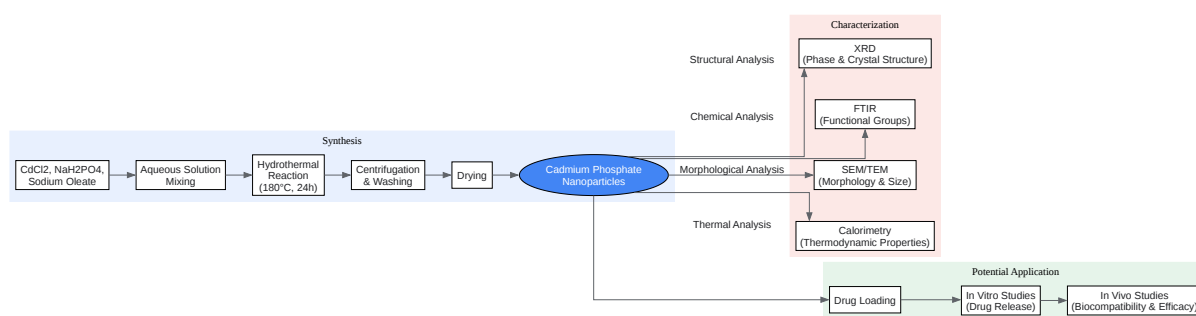 Synthesis
CdCl2, NaH2PO4,
Sodium Oleate
Aqueous Solution
Mixing
Hydrothermal
Reaction
(180°C, 24h)
Centrifugation
& Washing
Drying
Cadmium Phosphate
Nanoparticles
Structural Analysis
Chemical Analysis
Morphological Analysis
Thermal Analysis
Characterization
XRD
(Phase & Crystal Structure)
FTIR
(Functional Groups)
SEM/TEM
(Morphology & Size)
Calorimetry
(Thermodynamic Properties)
Potential Application
Drug Loading
In Vitro Studies
(Drug Release)
In Vivo Studies
(Biocompatibility & Efficacy)